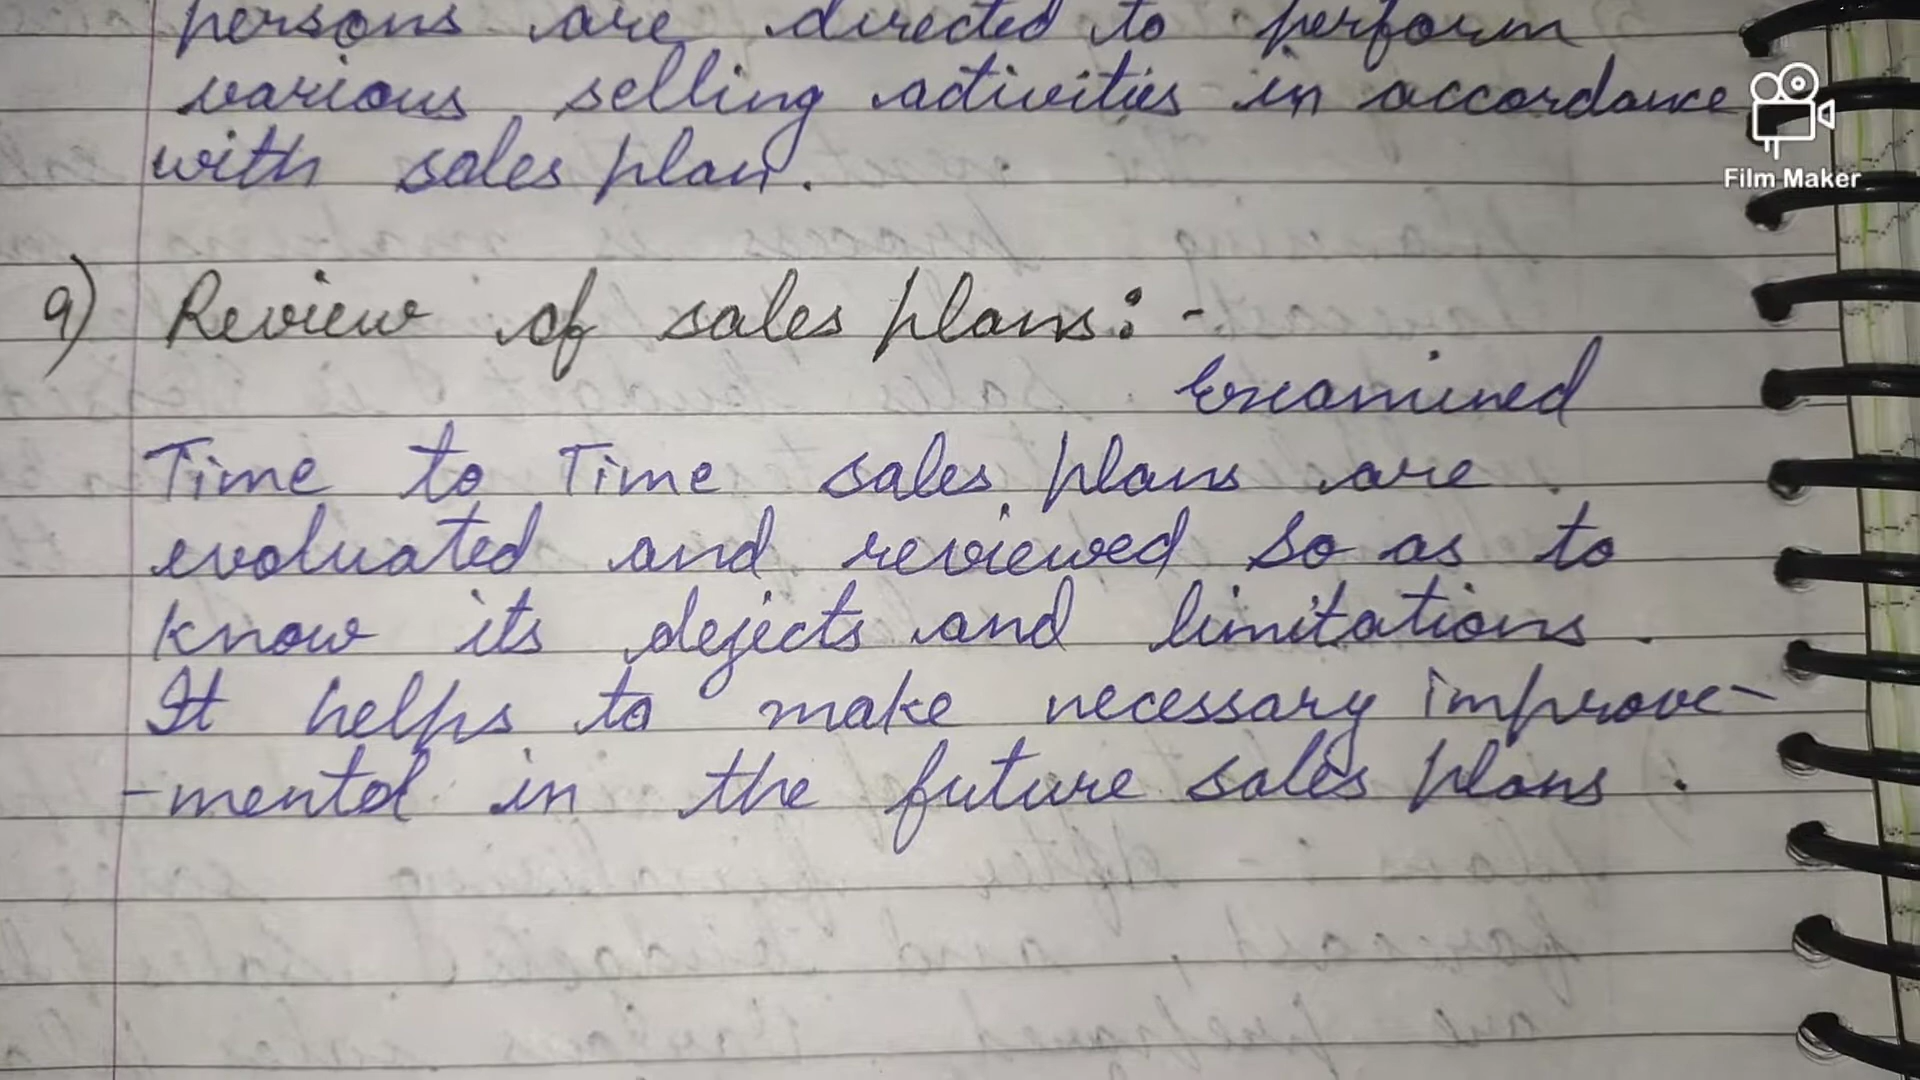 persons are directed to perform
various selling activities in accordance
with sales plan.
9) Review of sales plans: -
Examined
Time to Time sales plans are
evaluated and reviewed so as to
know its dejects and limitations.
It helps to make necessary improve-
-mental in the future sales plans.
Film Maker